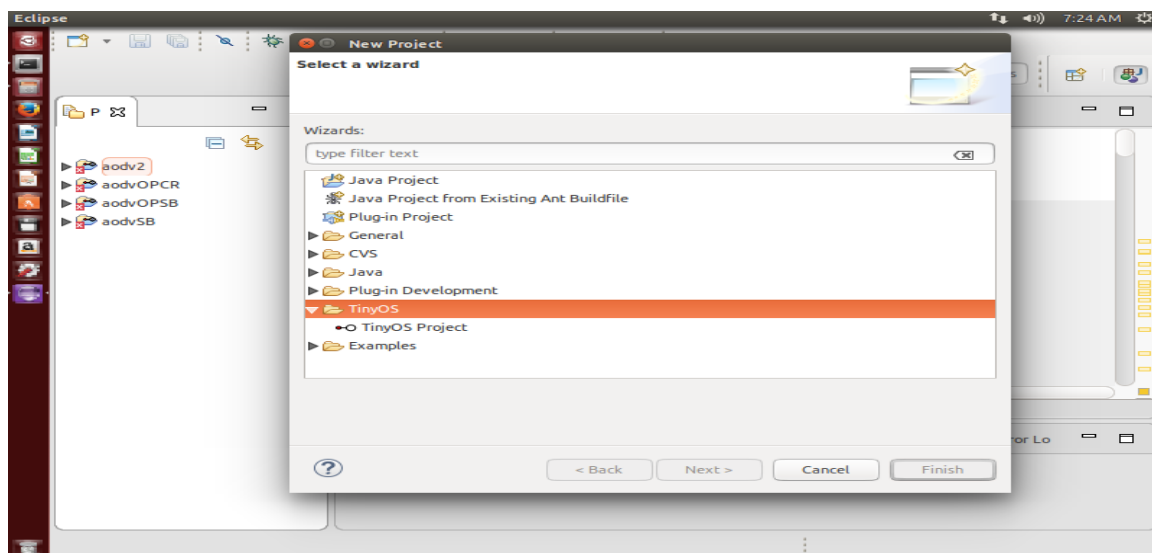 Eclipse
7:24 AM
New Project
Select a wizard
P
Wizards:
type filter text
Java Project
Java Project from Existing Ant Buildfile
Plug-in Project
General
CVS
Java
Plug-in Development
TinyOS
TinyOS Project
Examples
aodv2
aodvOPCR
aodvOPSB
aodvSB
ror Lo
< Back
Next >
Cancel
Finish